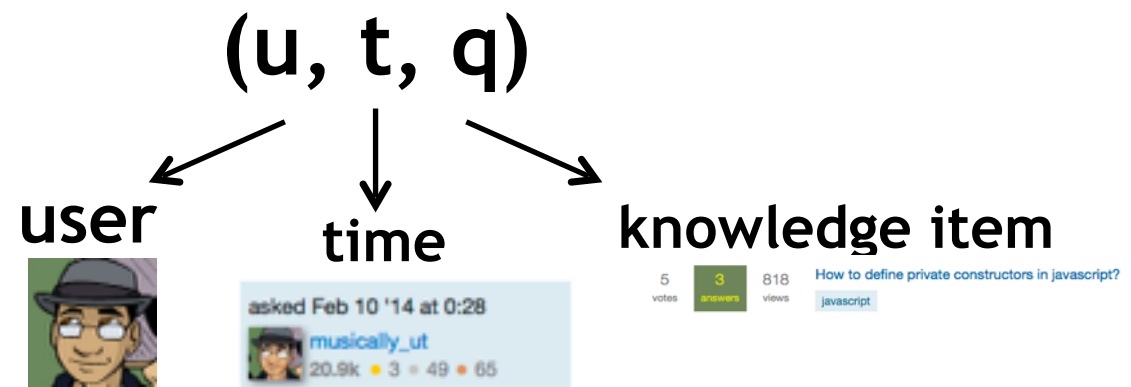 (u, t, q)
user
time
knowledge item
asked Feb 10 '14 at 0:28
musically_ut
20.9k 3 49 65
5 3 818
votes answers views
How to define private constructors in javascript?
javascript